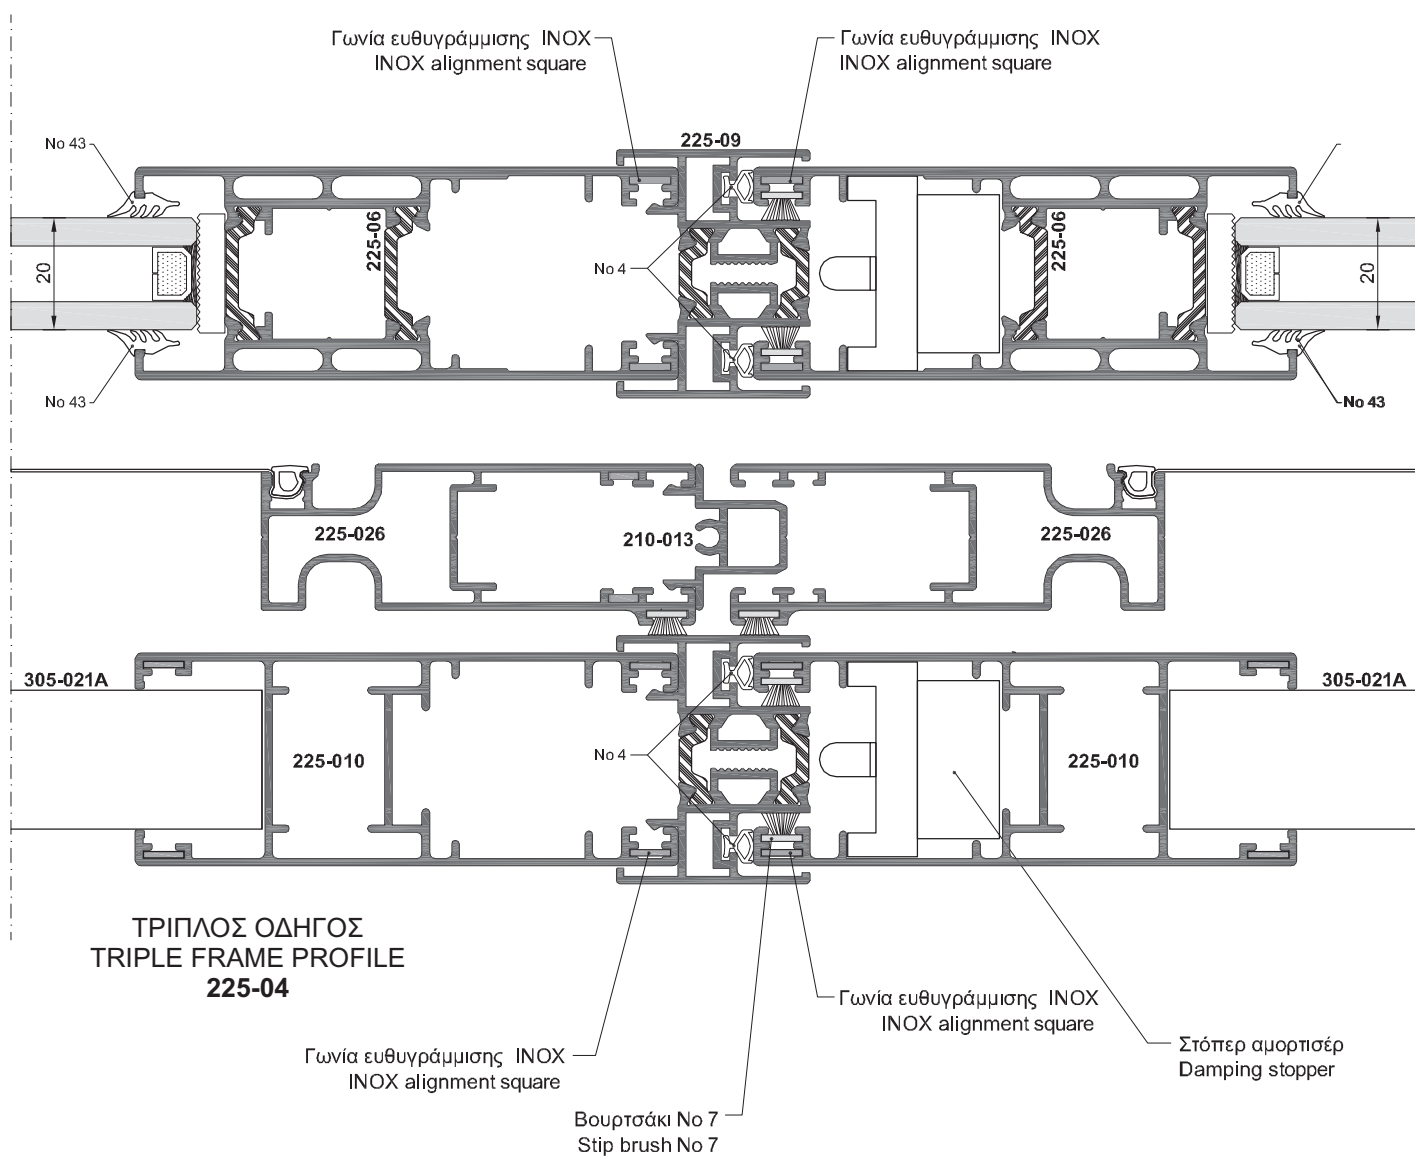 Γωνία ευθυγράμμισης INOX
INOX alignment square
Γωνία ευθυγράμμισης INOX
INOX alignment square
No 43
225-09
225-06
225-06
20
No 4
20
No 43
No 43
225-026
210-013
225-026
305-021A
305-021A
225-010
No 4
225-010
ΤΡΙΠΛΟΣ ΟΔΗΓΟΣ
TRIPLE FRAME PROFILE
225-04
Γωνία ευθυγράμμισης INOX
INOX alignment square
Γωνία ευθυγράμμισης INOX
INOX alignment square
Στόπερ αμορτισέρ
Damping stopper
Βουρτσάκι No 7
Stip brush No 7